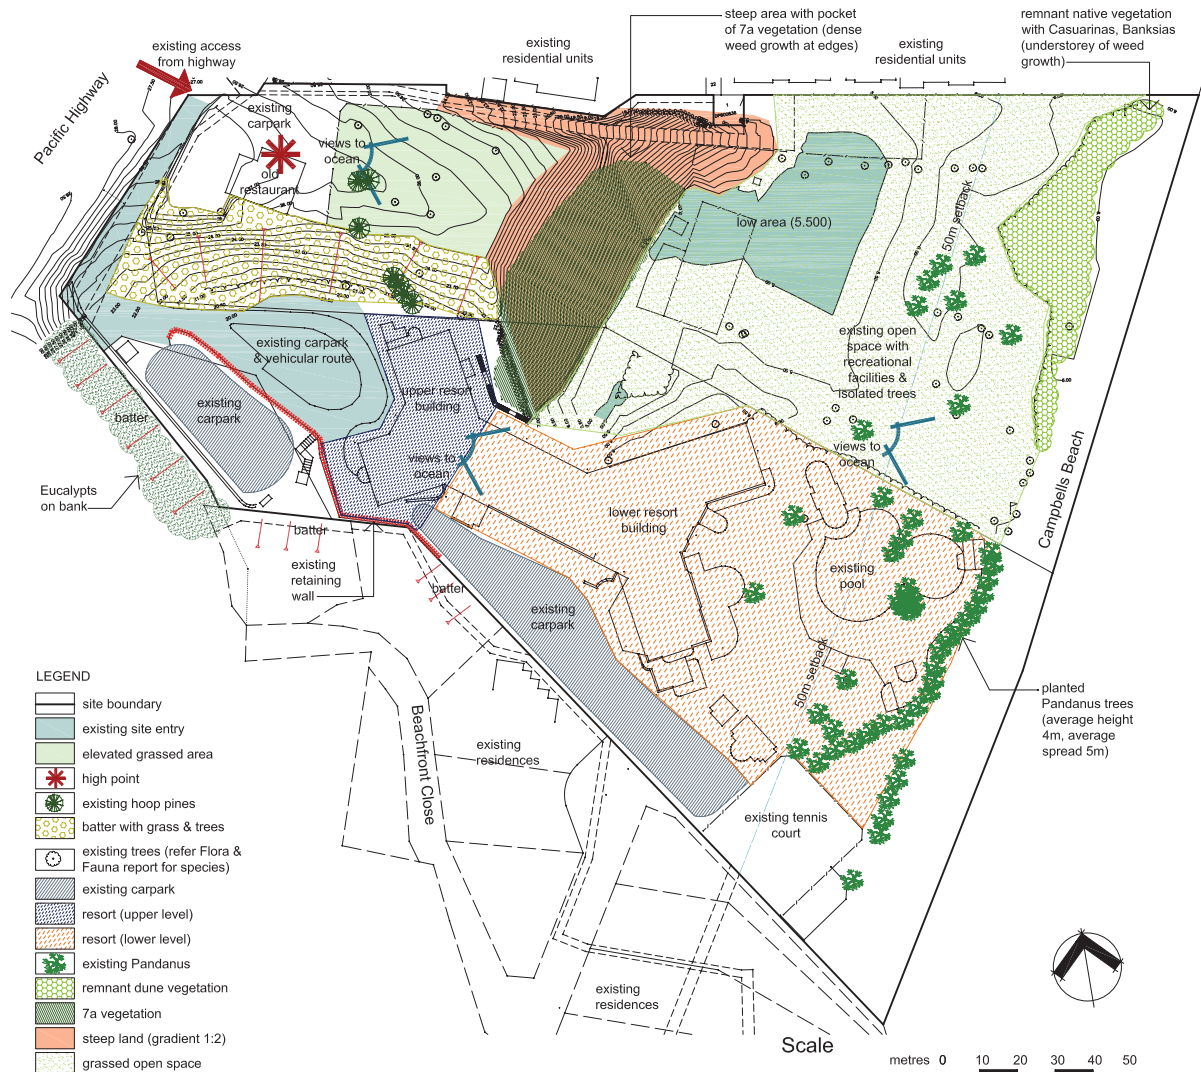 steep area with pocket
of 7a vegetation (dense
weed growth at edges)
remnant native vegetation
with Casuarinas, Banksias
(understorey of weed
growth)
existing access
from highway
existing
residential units
existing
residential units
Pacific Highway
existing
carpark
views to
ocean
old
restaurant
low area (5.500)
50m setback
existing carpark
& vehicular route
existing open
space with
recreational
facilities &
Isolated trees
upper resort
building
existing
carpark
batter
views to
ocean
views to
ocean
Eucalypts
on bank
lower resort
building
Campbells Beach
batter
existing
retaining
wall
batter
existing
pool
existing
carpark
50m setback
planted
Pandanus trees
(average height
4m, average
spread 5m)
Beachfront Close
existing
residences
existing tennis
court
existing
residences
LEGEND
site boundary
existing site entry
elevated grassed area
high point
existing hoop pines
batter with grass & trees
existing trees (refer Flora &
Fauna report for species)
existing carpark
resort (upper level)
resort (lower level)
existing Pandanus
remnant dune vegetation
7a vegetation
steep land (gradient 1:2)
grassed open space
Scale
metres 0 10 20 30 40 50